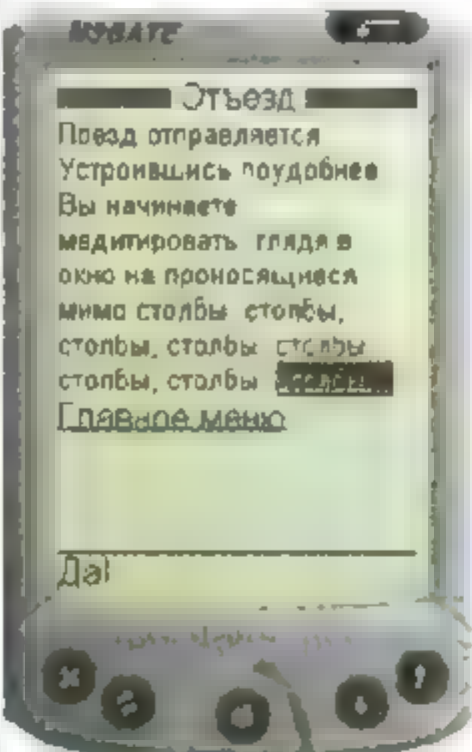 Отъезд
Поезд отправляется
Устроившись поудобнее
Вы начинаете
медитировать глядя в
окно на проносящиеся
мимо столбы столбы,
столбы, столбы столбы
столбы, столбы столбы
Главное меню
Да!